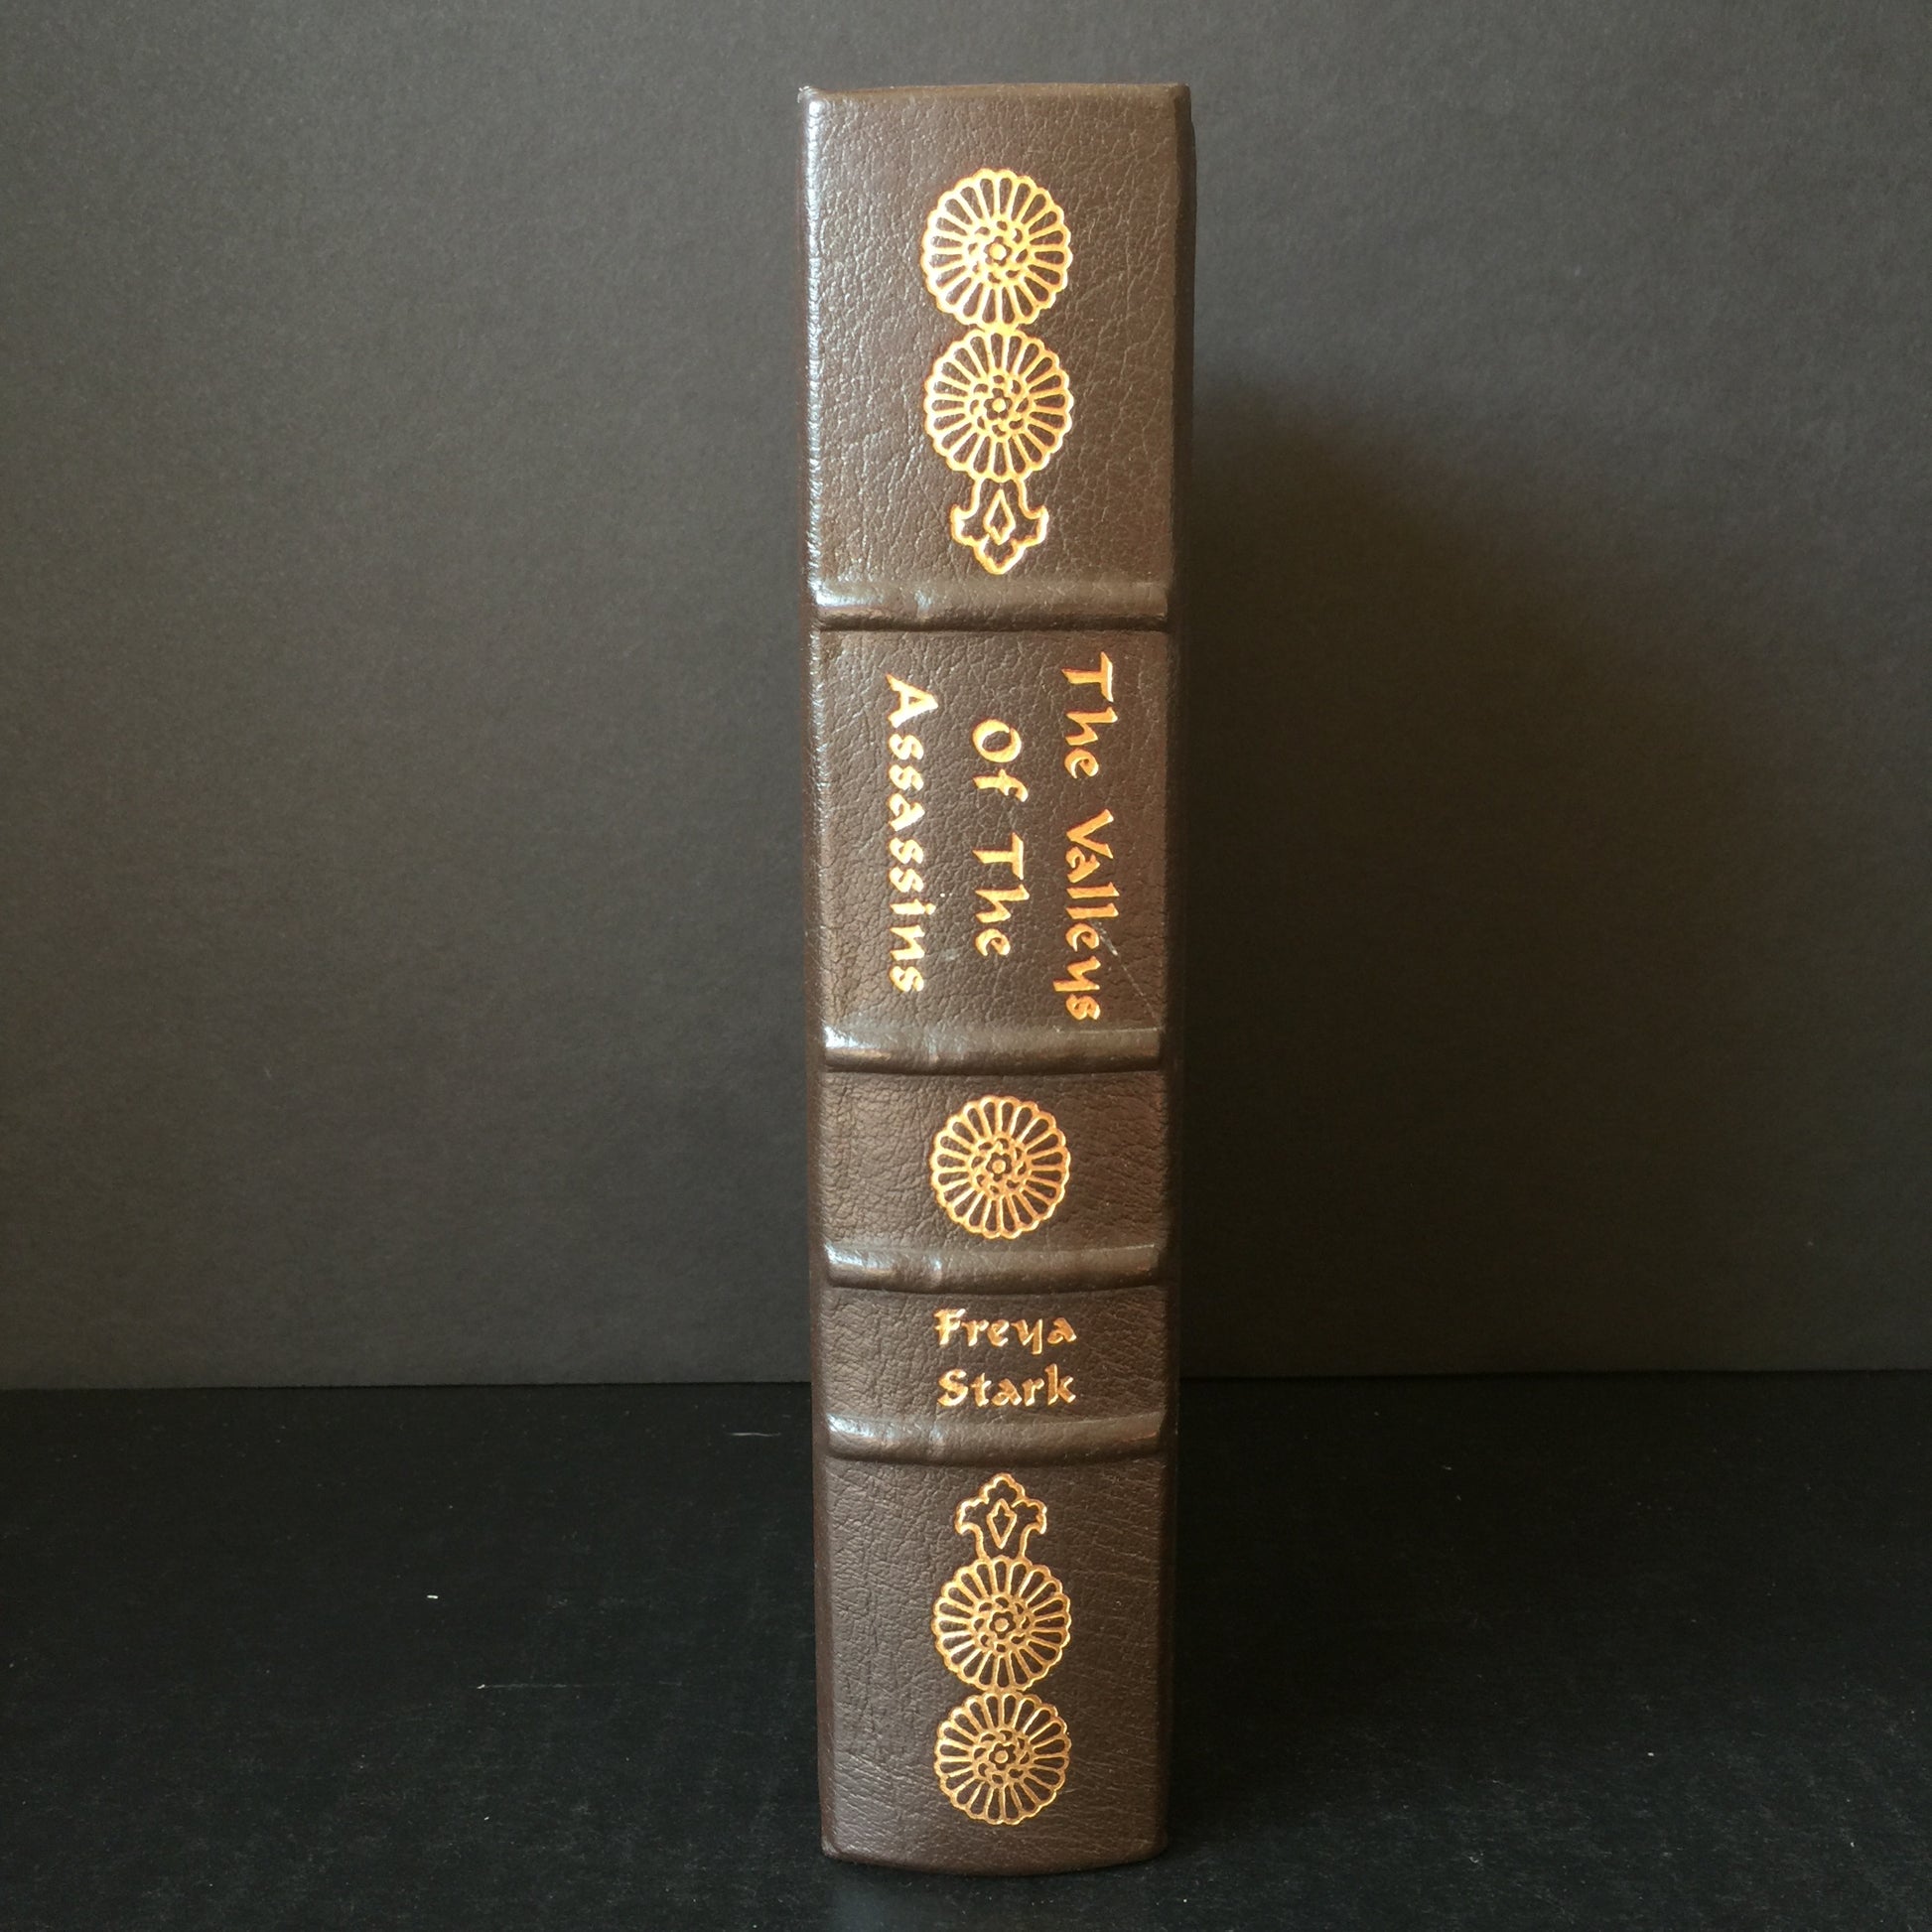 The Valleys
Of The
Assassins
Freya
Stark